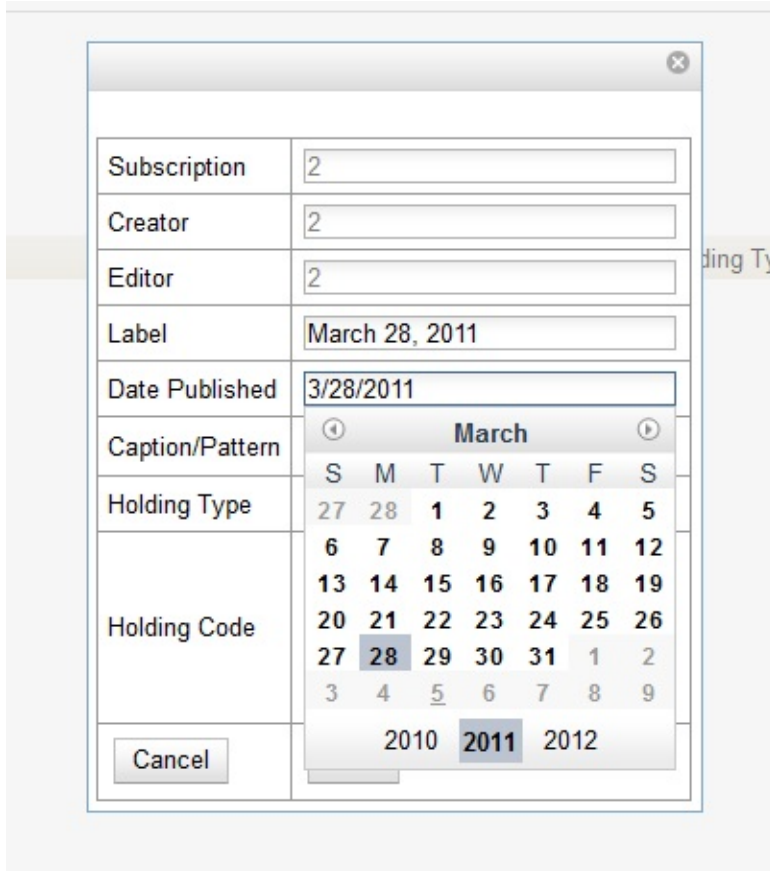 Subscription 2
Creator 2
Editor 2
Label March 28, 2011
Date Published 3/28/2011
Caption/Pattern
Holding Type
Holding Code
March
S M T W T F S
27 28 1 2 3 4 5
6 7 8 9 10 11 12
13 14 15 16 17 18 19
20 21 22 23 24 25 26
27 28 29 30 31 1 2
3 4 5 6 7 8 9
2010 2011 2012
Cancel
ding Ty